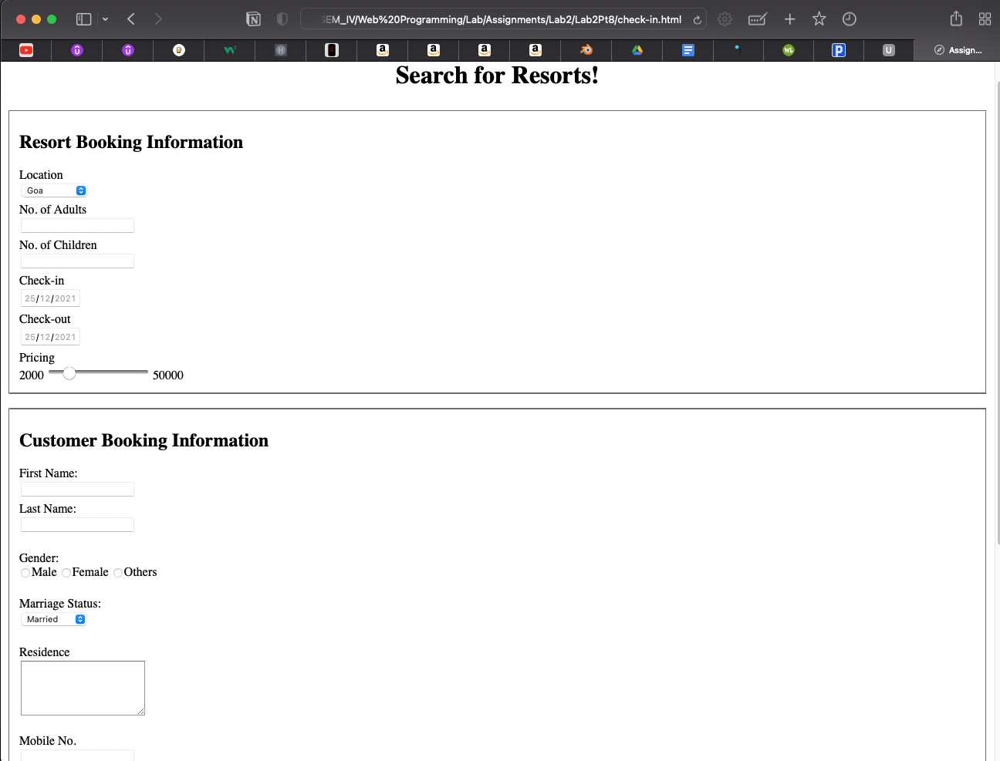 SEM_IV/Web%20Programming/Lab/Assignments/Lab2/Lab2Pt8/check-in.html
Assign...
Search for Resorts!
Resort Booking Information
Location
Goa
No. of Adults
No. of Children
Check-in
25/12/2021
Check-out
25/12/2021
Pricing
2000 50000
Customer Booking Information
First Name:
Last Name:
Gender:
Male Female Others
Marriage Status:
Married
Residence
Mobile No.